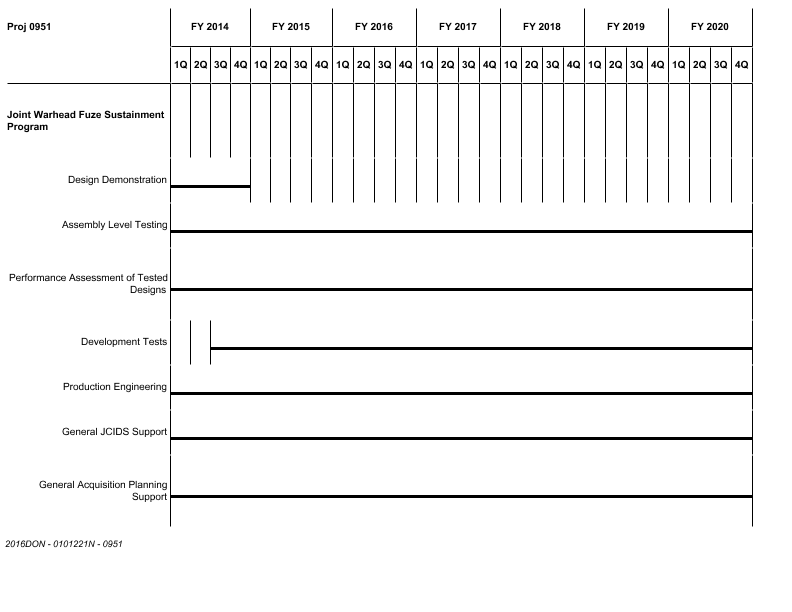 Proj 0951 FY 2014 FY 2015 FY 2016 FY 2017 FY 2018 FY 2019 FY 2020
1Q 2Q 3Q 4Q 1Q 2Q 3Q 4Q 1Q 2Q 3Q 4Q 1Q 2Q 3Q 4Q 1Q 2Q 3Q 4Q 1Q 2Q 3Q 4Q 1Q 2Q 3Q 4Q
Joint Warhead Fuze Sustainment
Program
Design Demonstration
Assembly Level Testing
Performance Assessment of Tested
Designs
Development Tests
Production Engineering
General JCIDS Support
General Acquisition Planning
Support
2016DON - 0101221N - 0951